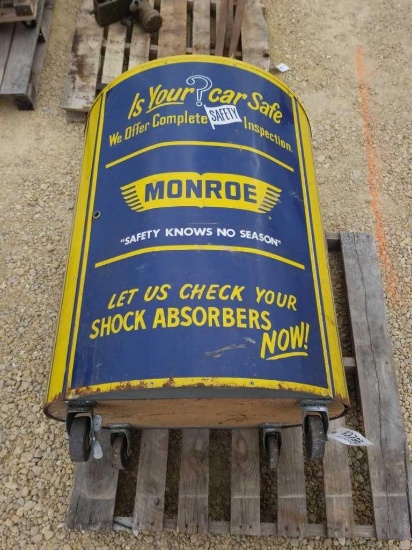 Is Your ? car Safe
We Offer Complete SAFETY Inspection.
MONROE
"SAFETY KNOWS NO SEASON"
LET US CHECK YOUR
SHOCK ABSORBERS
NOW!